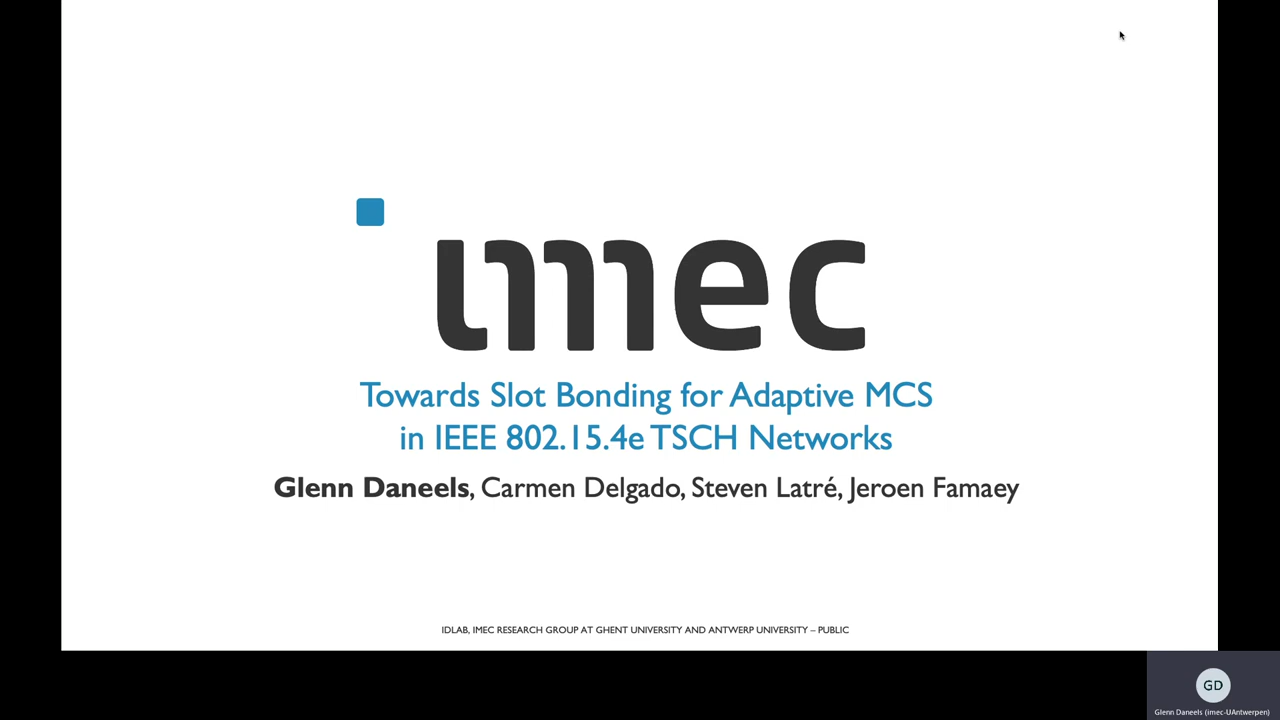 imec
Towards Slot Bonding for Adaptive MCS
in IEEE 802.15.4e TSCH Networks
Glenn Daneels, Carmen Delgado, Steven Latré, Jeroen Famaey
IDLAB, IMEC RESEARCH GROUP AT GHENT UNIVERSITY AND ANTWERP UNIVERSITY – PUBLIC
GD
Glenn Daneels (imec-UAntwerpen)